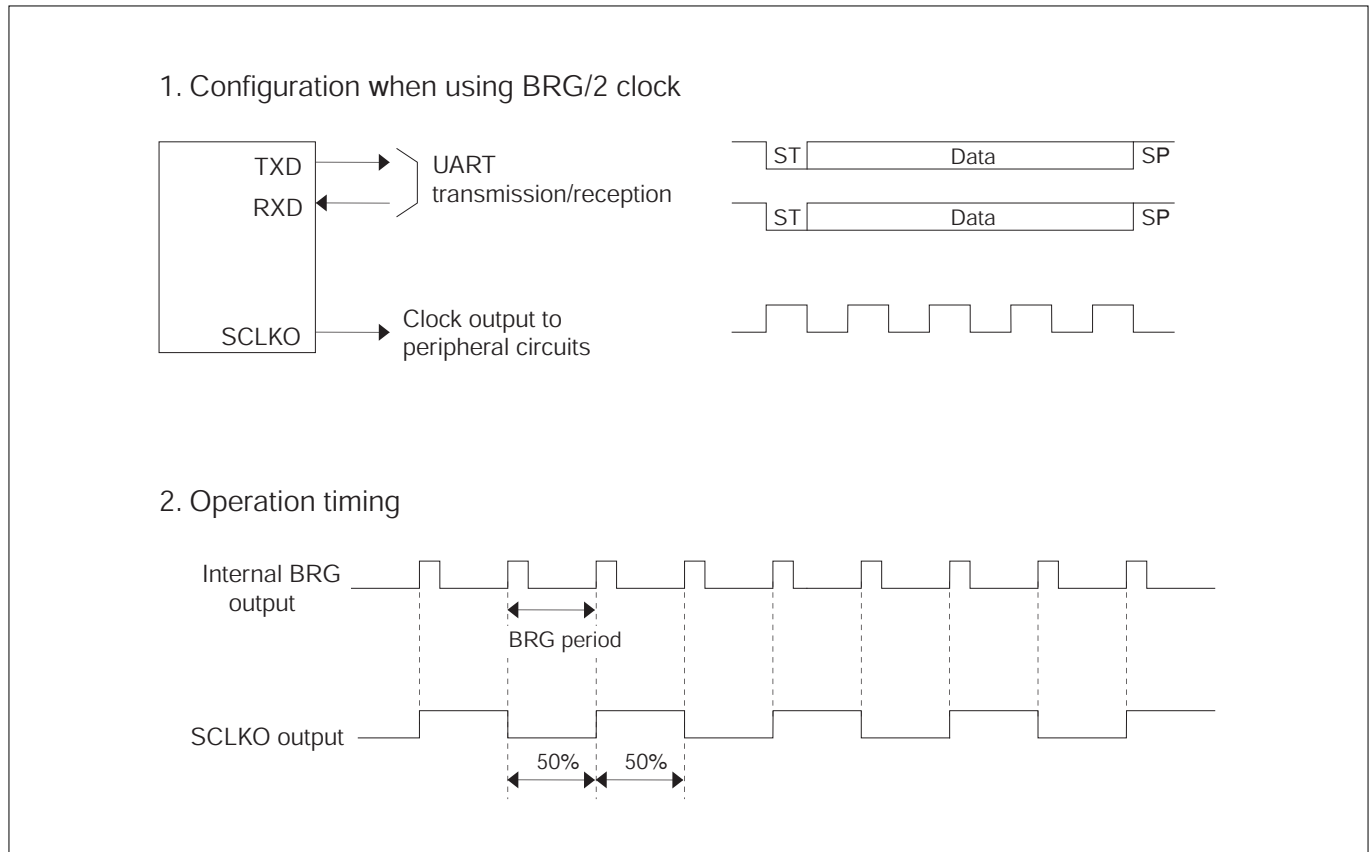 1. Configuration when using BRG/2 clock
TXD
RXD
SCLKO
UART
transmission/reception
Clock output to
peripheral circuits
ST Data SP
ST Data SP
2. Operation timing
Internal BRG
output
BRG period
SCLKO output
50% 50%